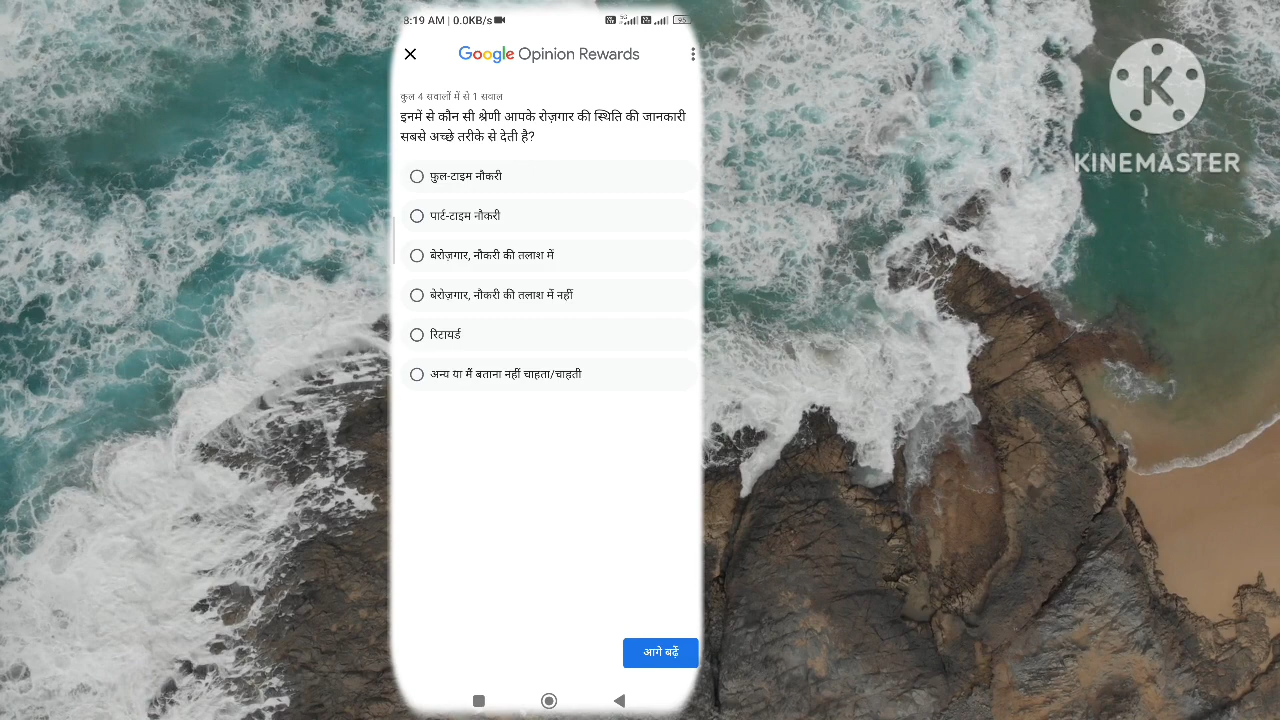 8:19 AM | 0.0KB/s
95
Google Opinion Rewards
कुल 4 सवालों में से 1 सवाल
इनमें से कौन सी श्रेणी आपके रोज़गार की स्थिति की जानकारी
सबसे अच्छे तरीके से देती है?
फ़ुल-टाइम नौकरी
पार्ट-टाइम नौकरी
बेरोज़गार, नौकरी की तलाश में
बेरोज़गार, नौकरी की तलाश में नहीं
रिटायर्ड
अन्य या मैं बताना नहीं चाहता/चाहती
आगे बढ़ें
K
KINEMASTER